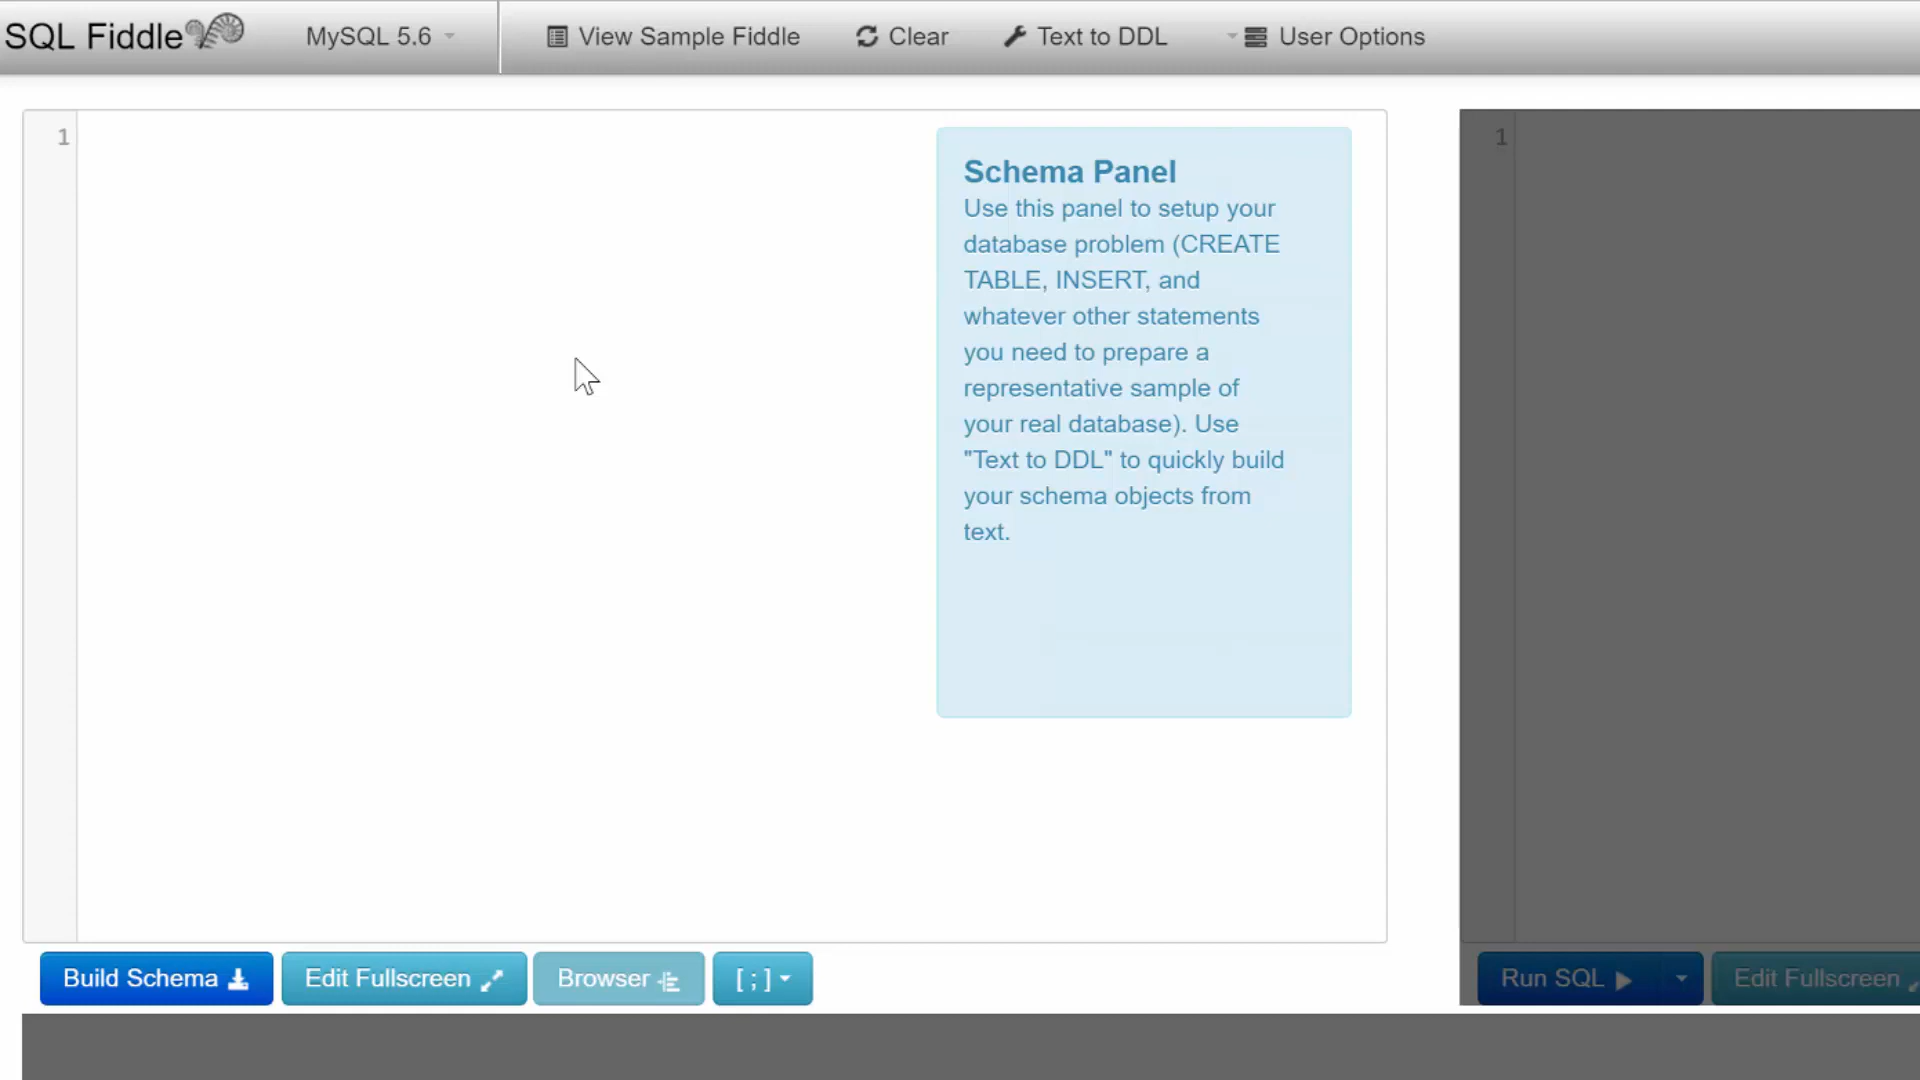 SQL Fiddle MySQL 5.6 View Sample Fiddle Clear Text to DDL User Options
1
Schema Panel
Use this panel to setup your
database problem (CREATE
TABLE, INSERT, and
whatever other statements
you need to prepare a
representative sample of
your real database). Use
"Text to DDL" to quickly build
your schema objects from
text.
1
Build Schema Edit Fullscreen Browser [ ; ] Run SQL Edit Fullscreen